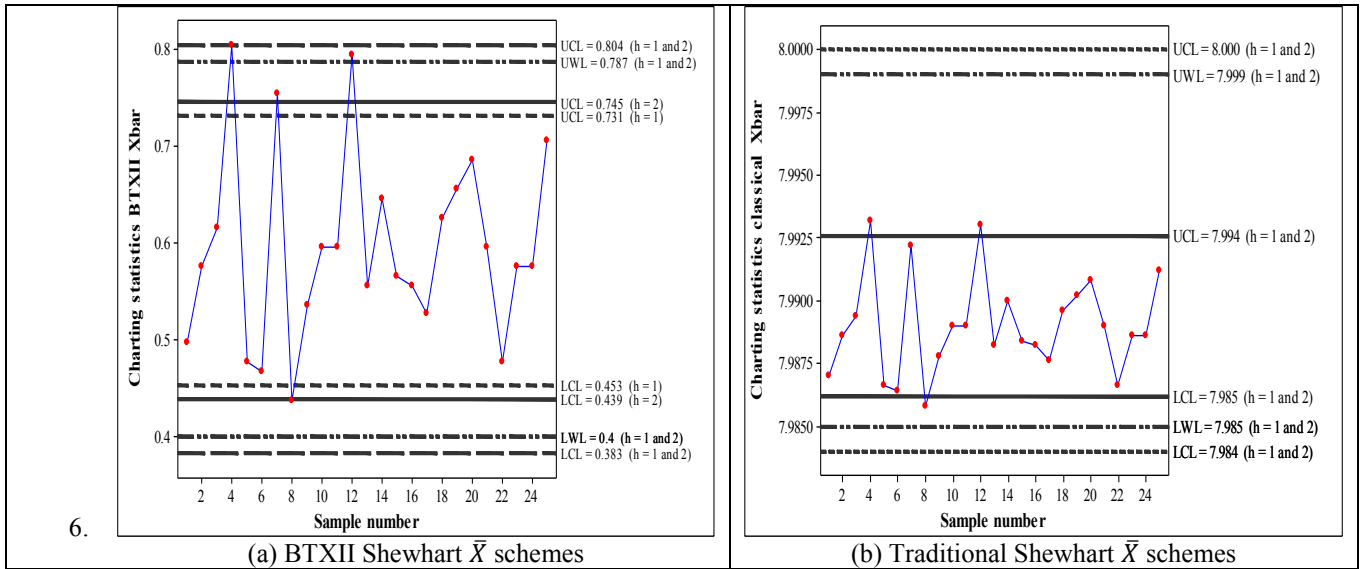 0.8
0.7
0.6
0.5
0.4
Charting statistics BTXII Xbar
UCL = 0.804 (h = 1 and 2)
UWL = 0.787 (h = 1 and 2)
UCL = 0.745 (h = 2)
UCL = 0.731 (h = 1)
LCL = 0.453 (h = 1)
LCL = 0.439 (h = 2)
LWL = 0.4 (h = 1 and 2)
LCL = 0.383 (h = 1 and 2)
2 4 6 8 10 12 14 16 18 20 22 24
Sample number
6.
(a) BTXII Shewhart X̄ schemes
8.0000
7.9975
7.9950
7.9925
7.9900
7.9875
7.9850
Charting statistics classical Xbar
UCL = 8.000 (h = 1 and 2)
UWL = 7.999 (h = 1 and 2)
UCL = 7.994 (h = 1 and 2)
LCL = 7.985 (h = 1 and 2)
LWL = 7.985 (h = 1 and 2)
LCL = 7.984 (h = 1 and 2)
2 4 6 8 10 12 14 16 18 20 22 24
Sample number
(b) Traditional Shewhart X̄ schemes